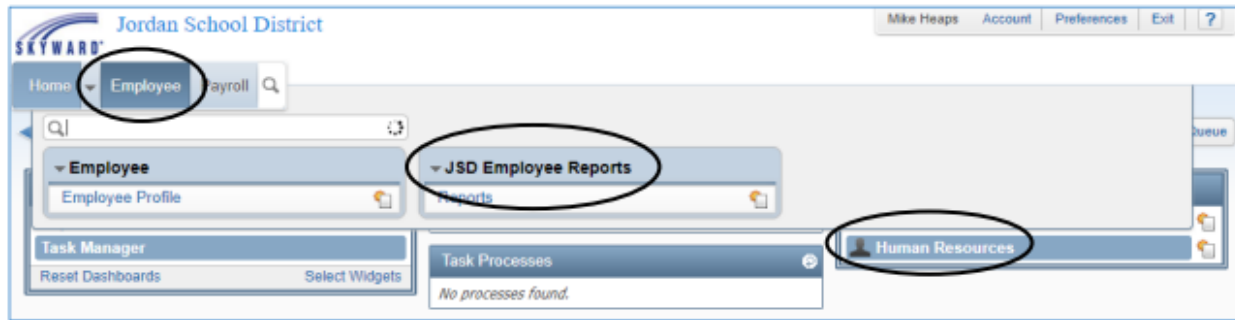 Jordan School District
Mike Heaps Account Preferences Exit ?
SKYWARD
Home Employee Payroll
Queue
Employee
JSD Employee Reports
Employee Profile
Reports
Task Manager
Human Resources
Reset Dashboards Select Widgets
Task Processes
No processes found.